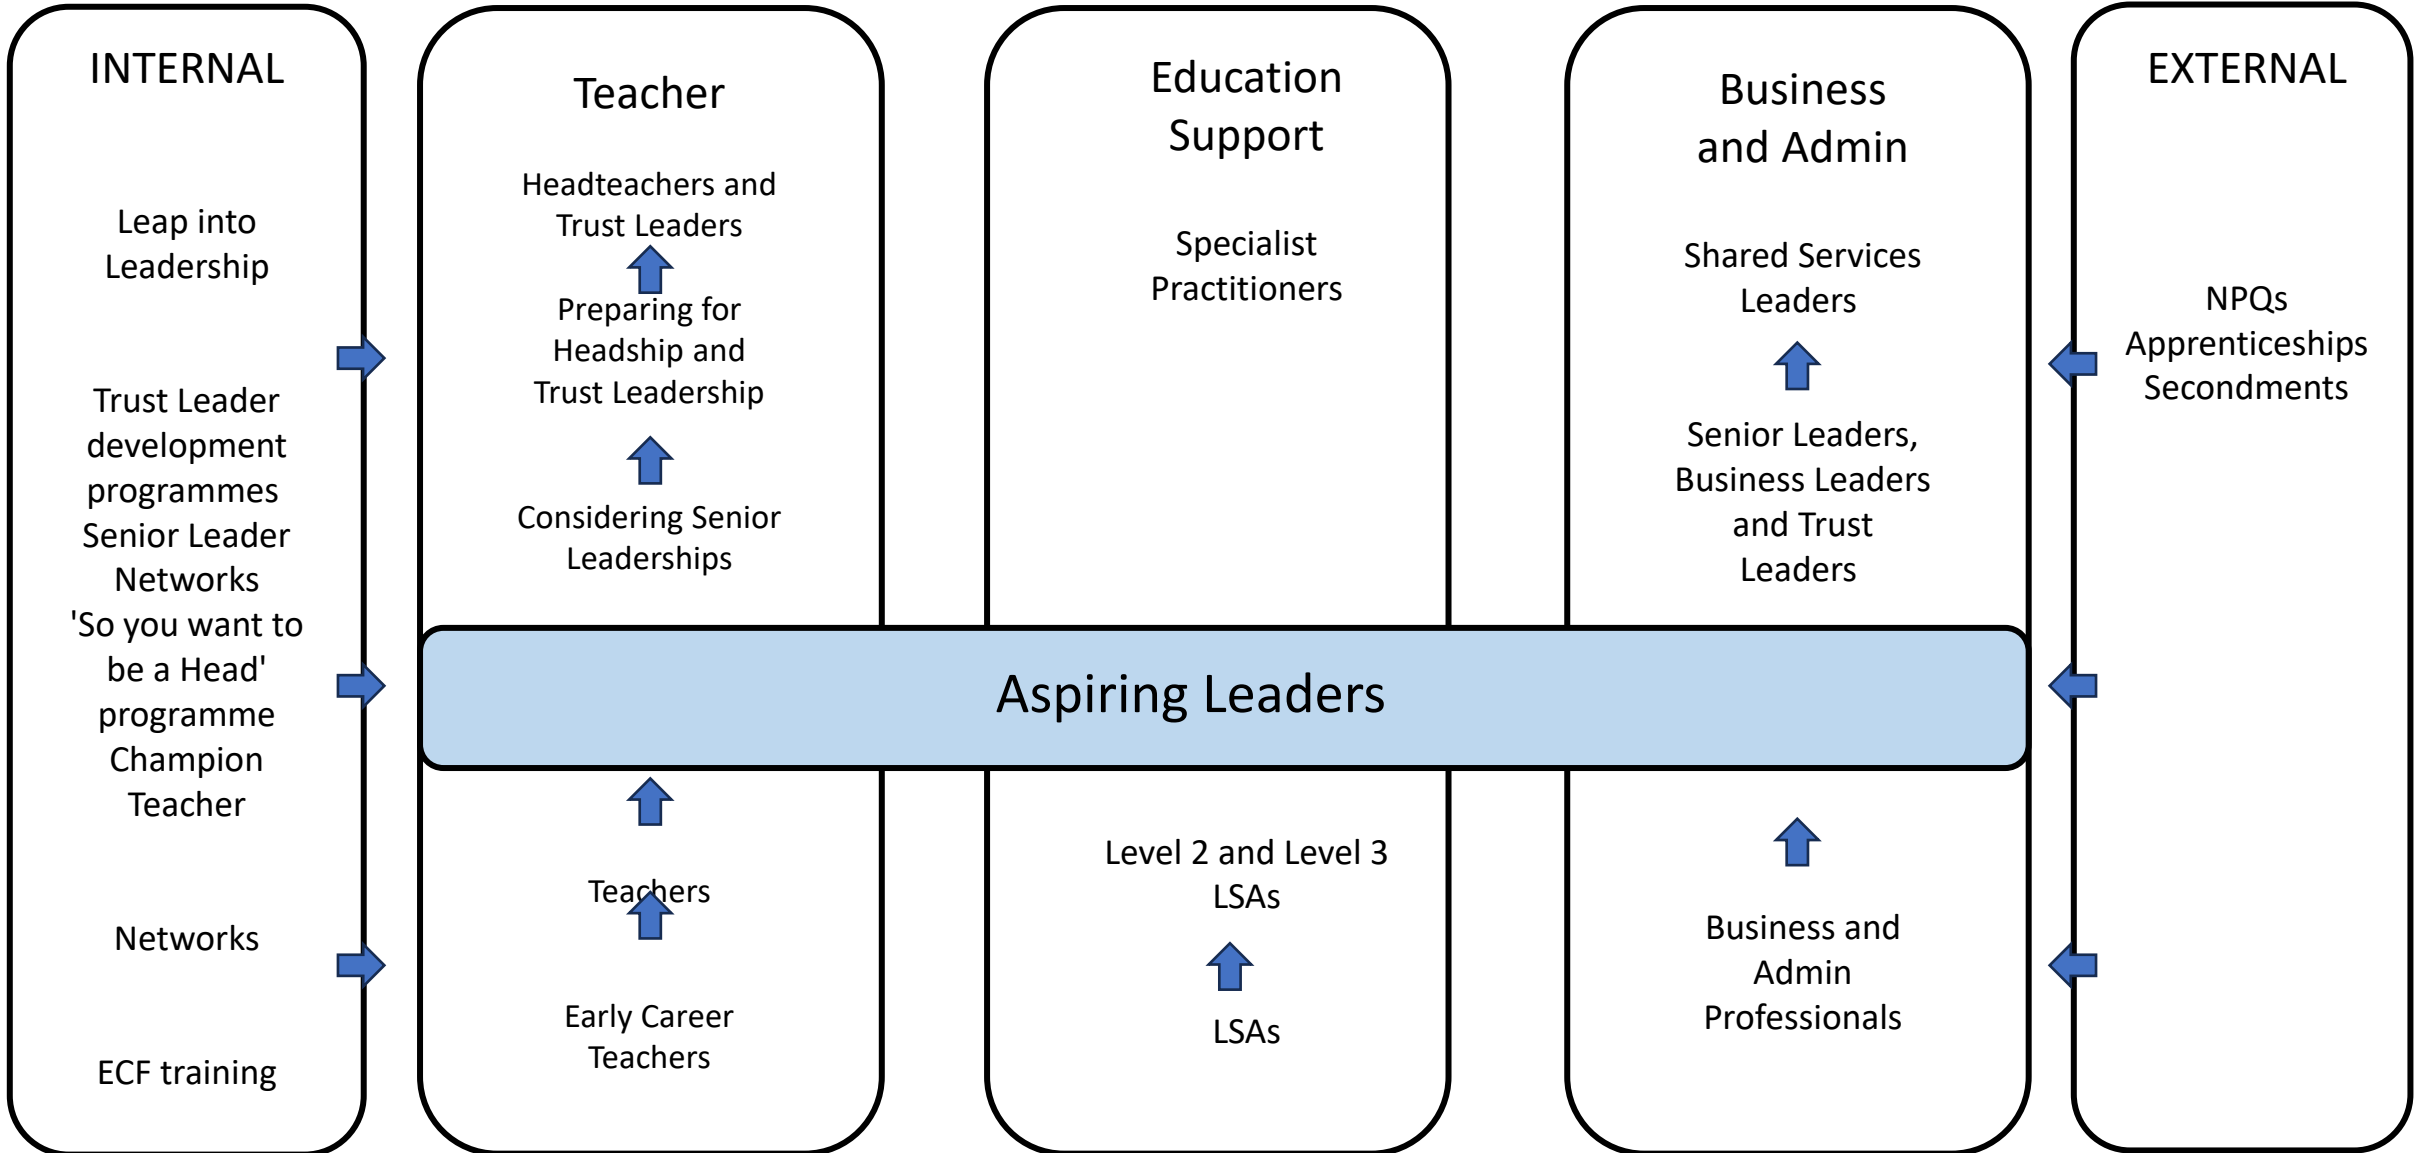 INTERNAL
Leap into
Leadership
Trust Leader
development
programmes
Senior Leader
Networks
'So you want to
be a Head'
programme
Champion
Teacher
Networks
ECF training
Teacher
Headteachers and
Trust Leaders
Preparing for
Headship and
Trust Leadership
Considering Senior
Leaderships
Aspiring Leaders
Teachers
Early Career
Teachers
Education
Support
Specialist
Practitioners
Level 2 and Level 3
LSAs
LSAs
Business
and Admin
Shared Services
Leaders
Senior Leaders,
Business Leaders
and Trust
Leaders
Business and
Admin
Professionals
EXTERNAL
NPQs
Apprenticeships
Secondments